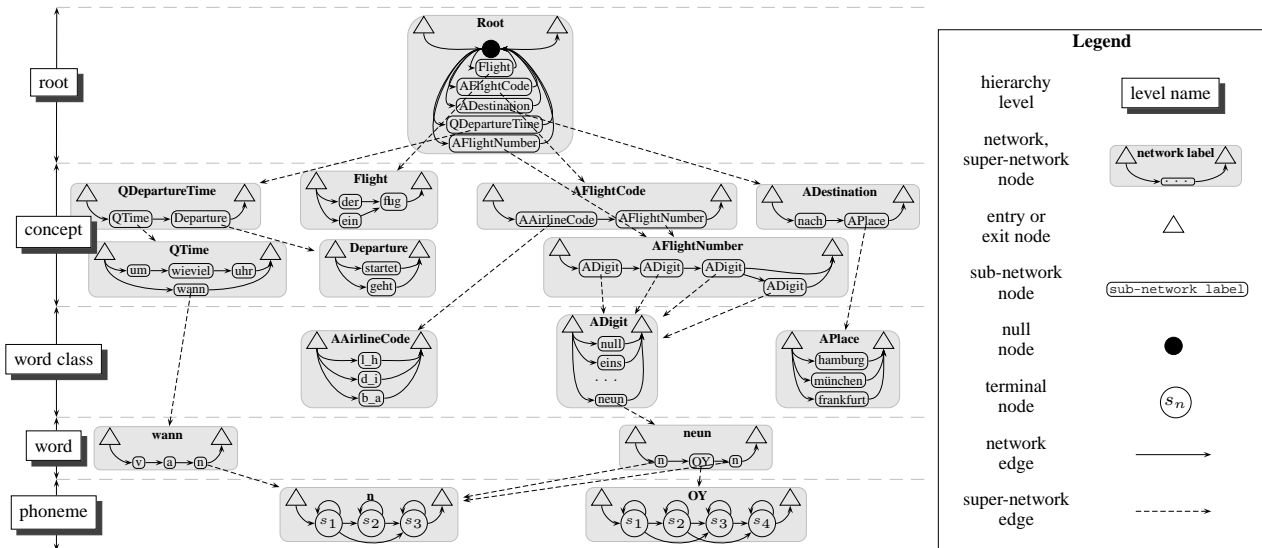 root
concept
word class
word
phoneme
Root
Flight
AFlightCode
ADestination
QDepartureTime
AFlightNumber
QDepartureTime
QTime Departure
Flight
der flug
ein
AFlightCode
AAirlineCode AFlightNumber
ADestination
nach APlace
QTime
um wieviel uhr
wann
Departure
startet
geht
AFlightNumber
ADigit ADigit ADigit
ADigit
AAirlineCode
l_h
d_i
b_a
ADigit
null
eins
. . .
neun
APlace
hamburg
münchen
frankfurt
wann
v a n
neun
n OY n
n
s1 s2 s3
OY
s1 s2 s3 s4
Legend
hierarchy
level
level name
network,
super-network
node
network label
. . .
entry or
exit node
sub-network
node
sub-network label
null
node
terminal
node
sn
network
edge
super-network
edge